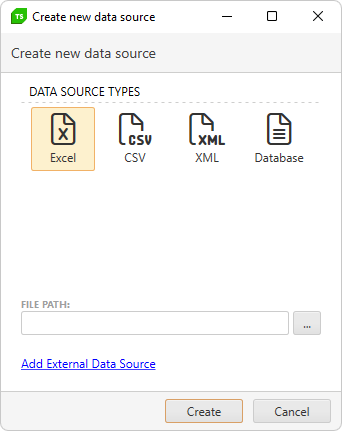 TS Create new data source
Create new data source
DATA SOURCE TYPES
X CSV XML
Excel CSV XML Database
FILE PATH:
...
Add External Data Source
Create Cancel